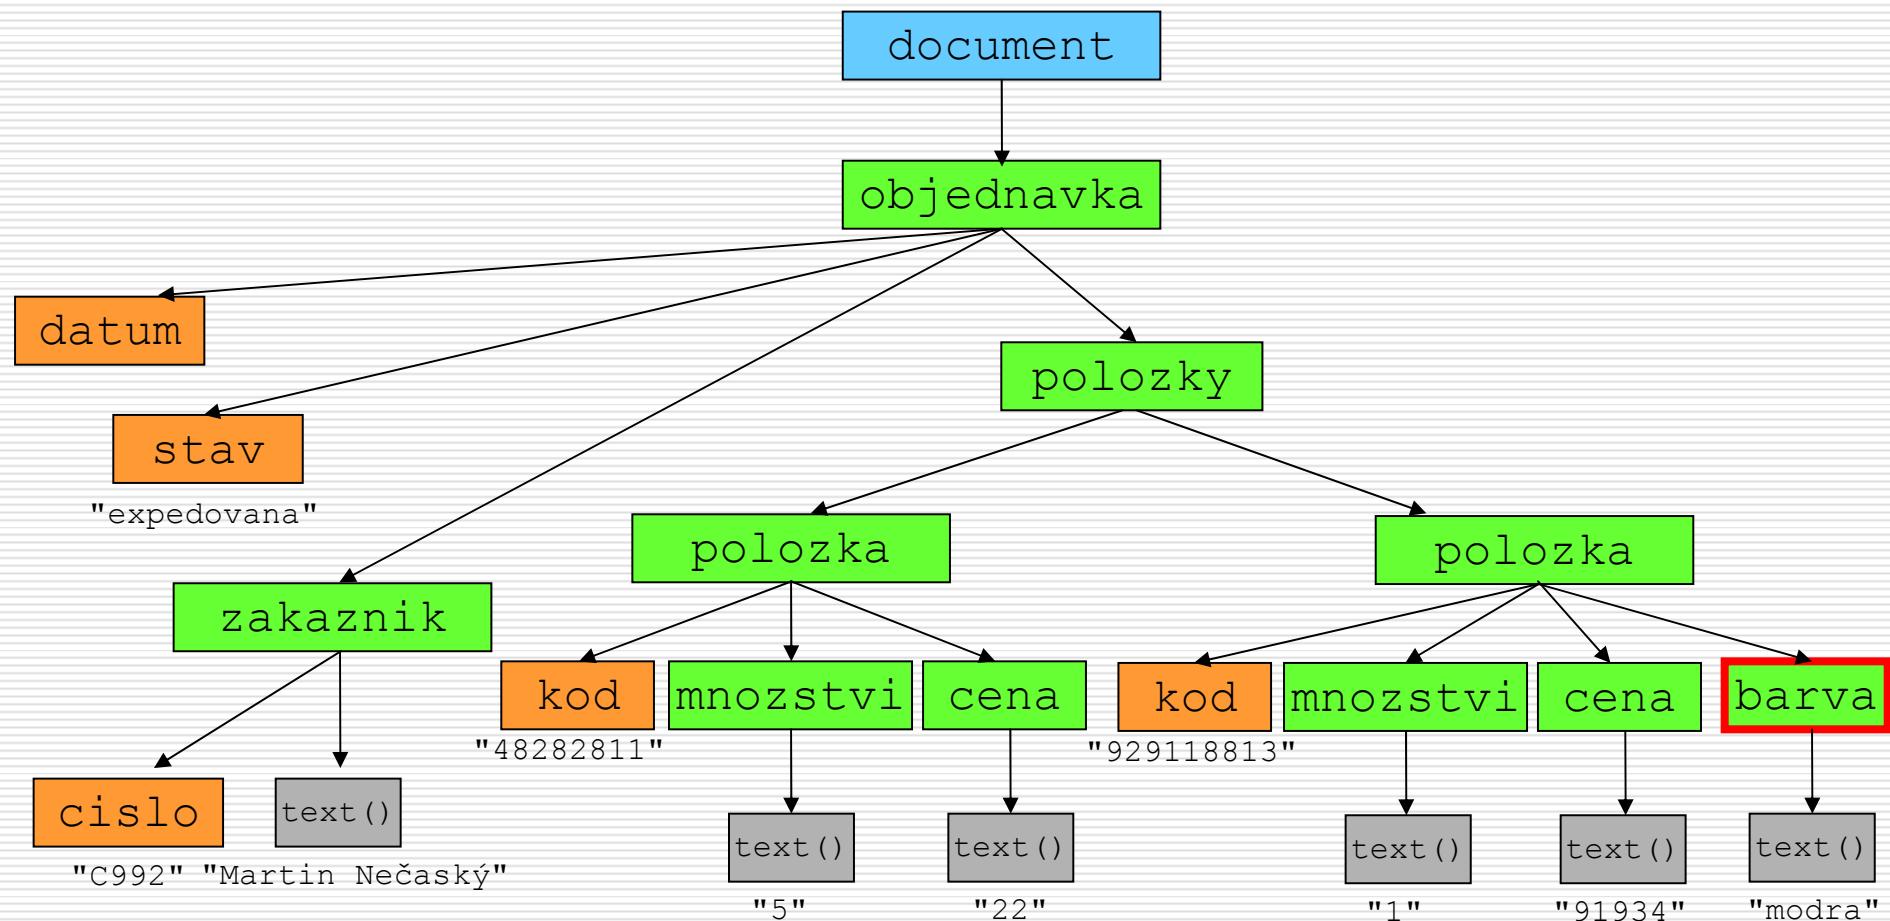 document
objednavka
datum
polozky
stav
"expedovana"
polozka
polozka
zakaznik
kod
mnozstvi
cena
kod
mnozstvi
cena
barva
"48282811"
"929118813"
cislo
text()
text()
text()
text()
text()
text()
"C992"
"Martin Nečaský"
"5"
"22"
"1"
"91934"
"modra"